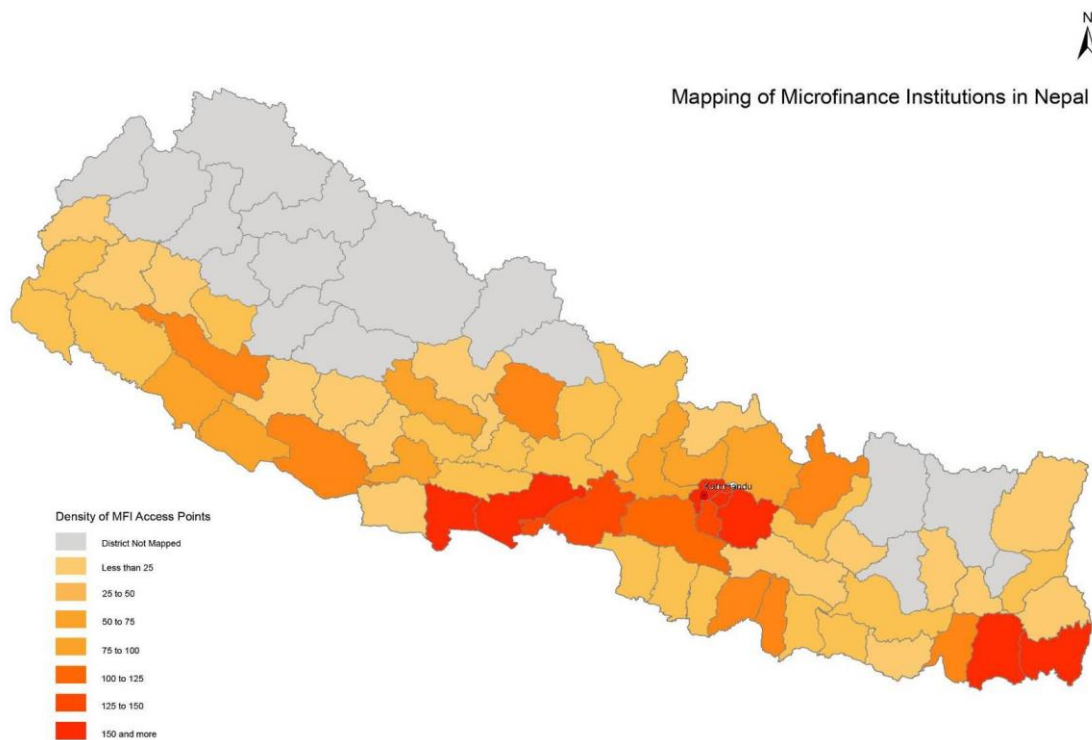 N
Mapping of Microfinance Institutions in Nepal
Kathmandu
Density of MFI Access Points
District Not Mapped
Less than 25
25 to 50
50 to 75
75 to 100
100 to 125
125 to 150
150 and more